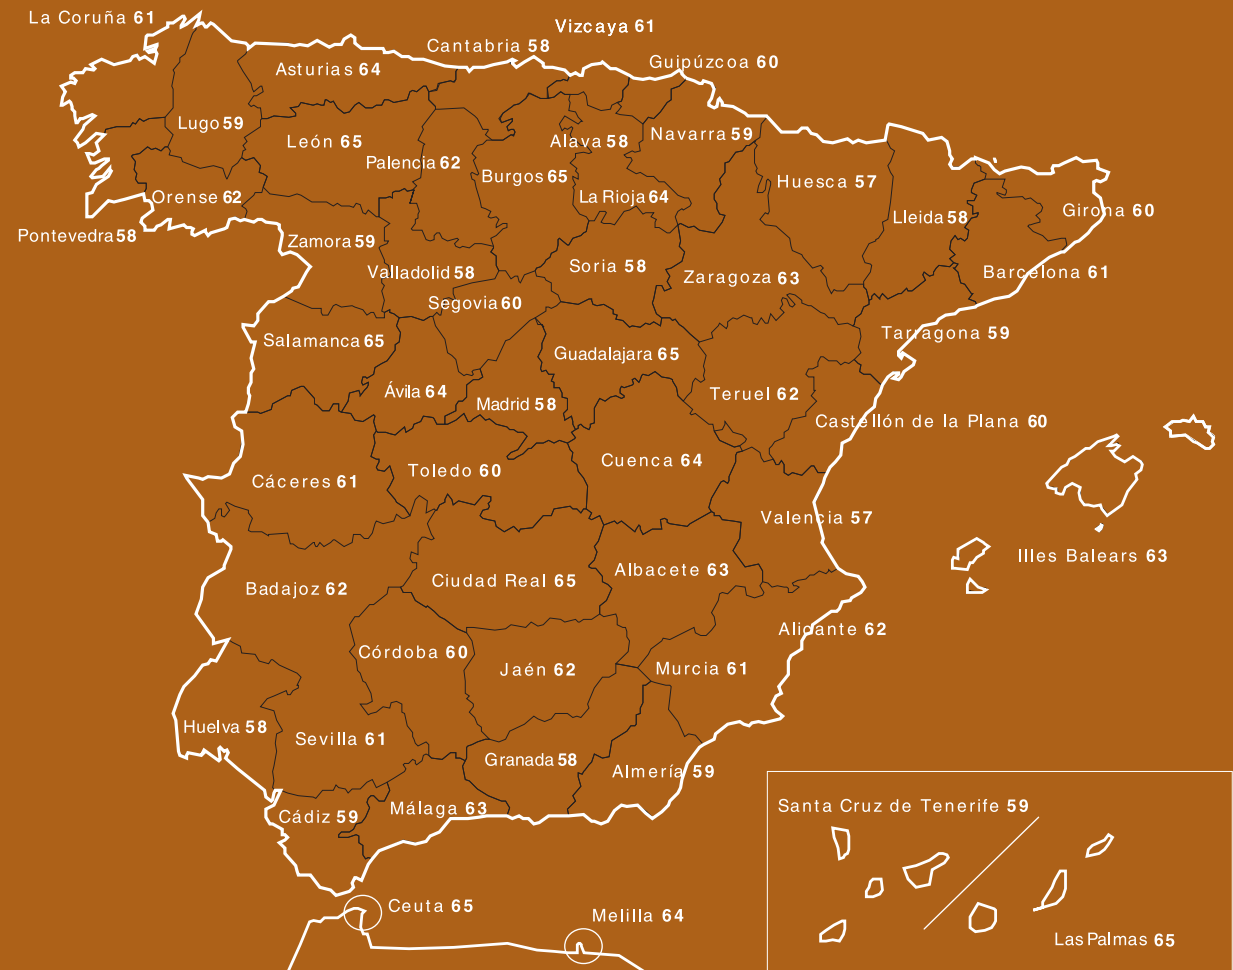 La Coruña 61
Vizcaya 61
Cantabria 58
Guipúzcoa 60
Asturias 64
Lugo 59
León 65
Alava 58
Navarra 59
Palencia 62
Burgos 65
Huesca 57
Orense 62
La Rioja 64
Lleida 58
Girona 60
Pontevedra 58
Zamora 59
Valladolid 58
Soria 58
Zaragoza 63
Barcelona 61
Segovia 60
Salamanca 65
Guadalajara 65
Tarragona 59
Ávila 64
Madrid 58
Teruel 62
Castellón de la Plana 60
Cáceres 61
Toledo 60
Cuenca 64
Valencia 57
Illes Balears 63
Badajoz 62
Ciudad Real 65
Albacete 63
Alicante 62
Córdoba 60
Jaén 62
Murcia 61
Huelva 58
Sevilla 61
Granada 58
Almería 59
Cádiz 59
Málaga 63
Santa Cruz de Tenerife 59
Ceuta 65
Melilla 64
Las Palmas 65